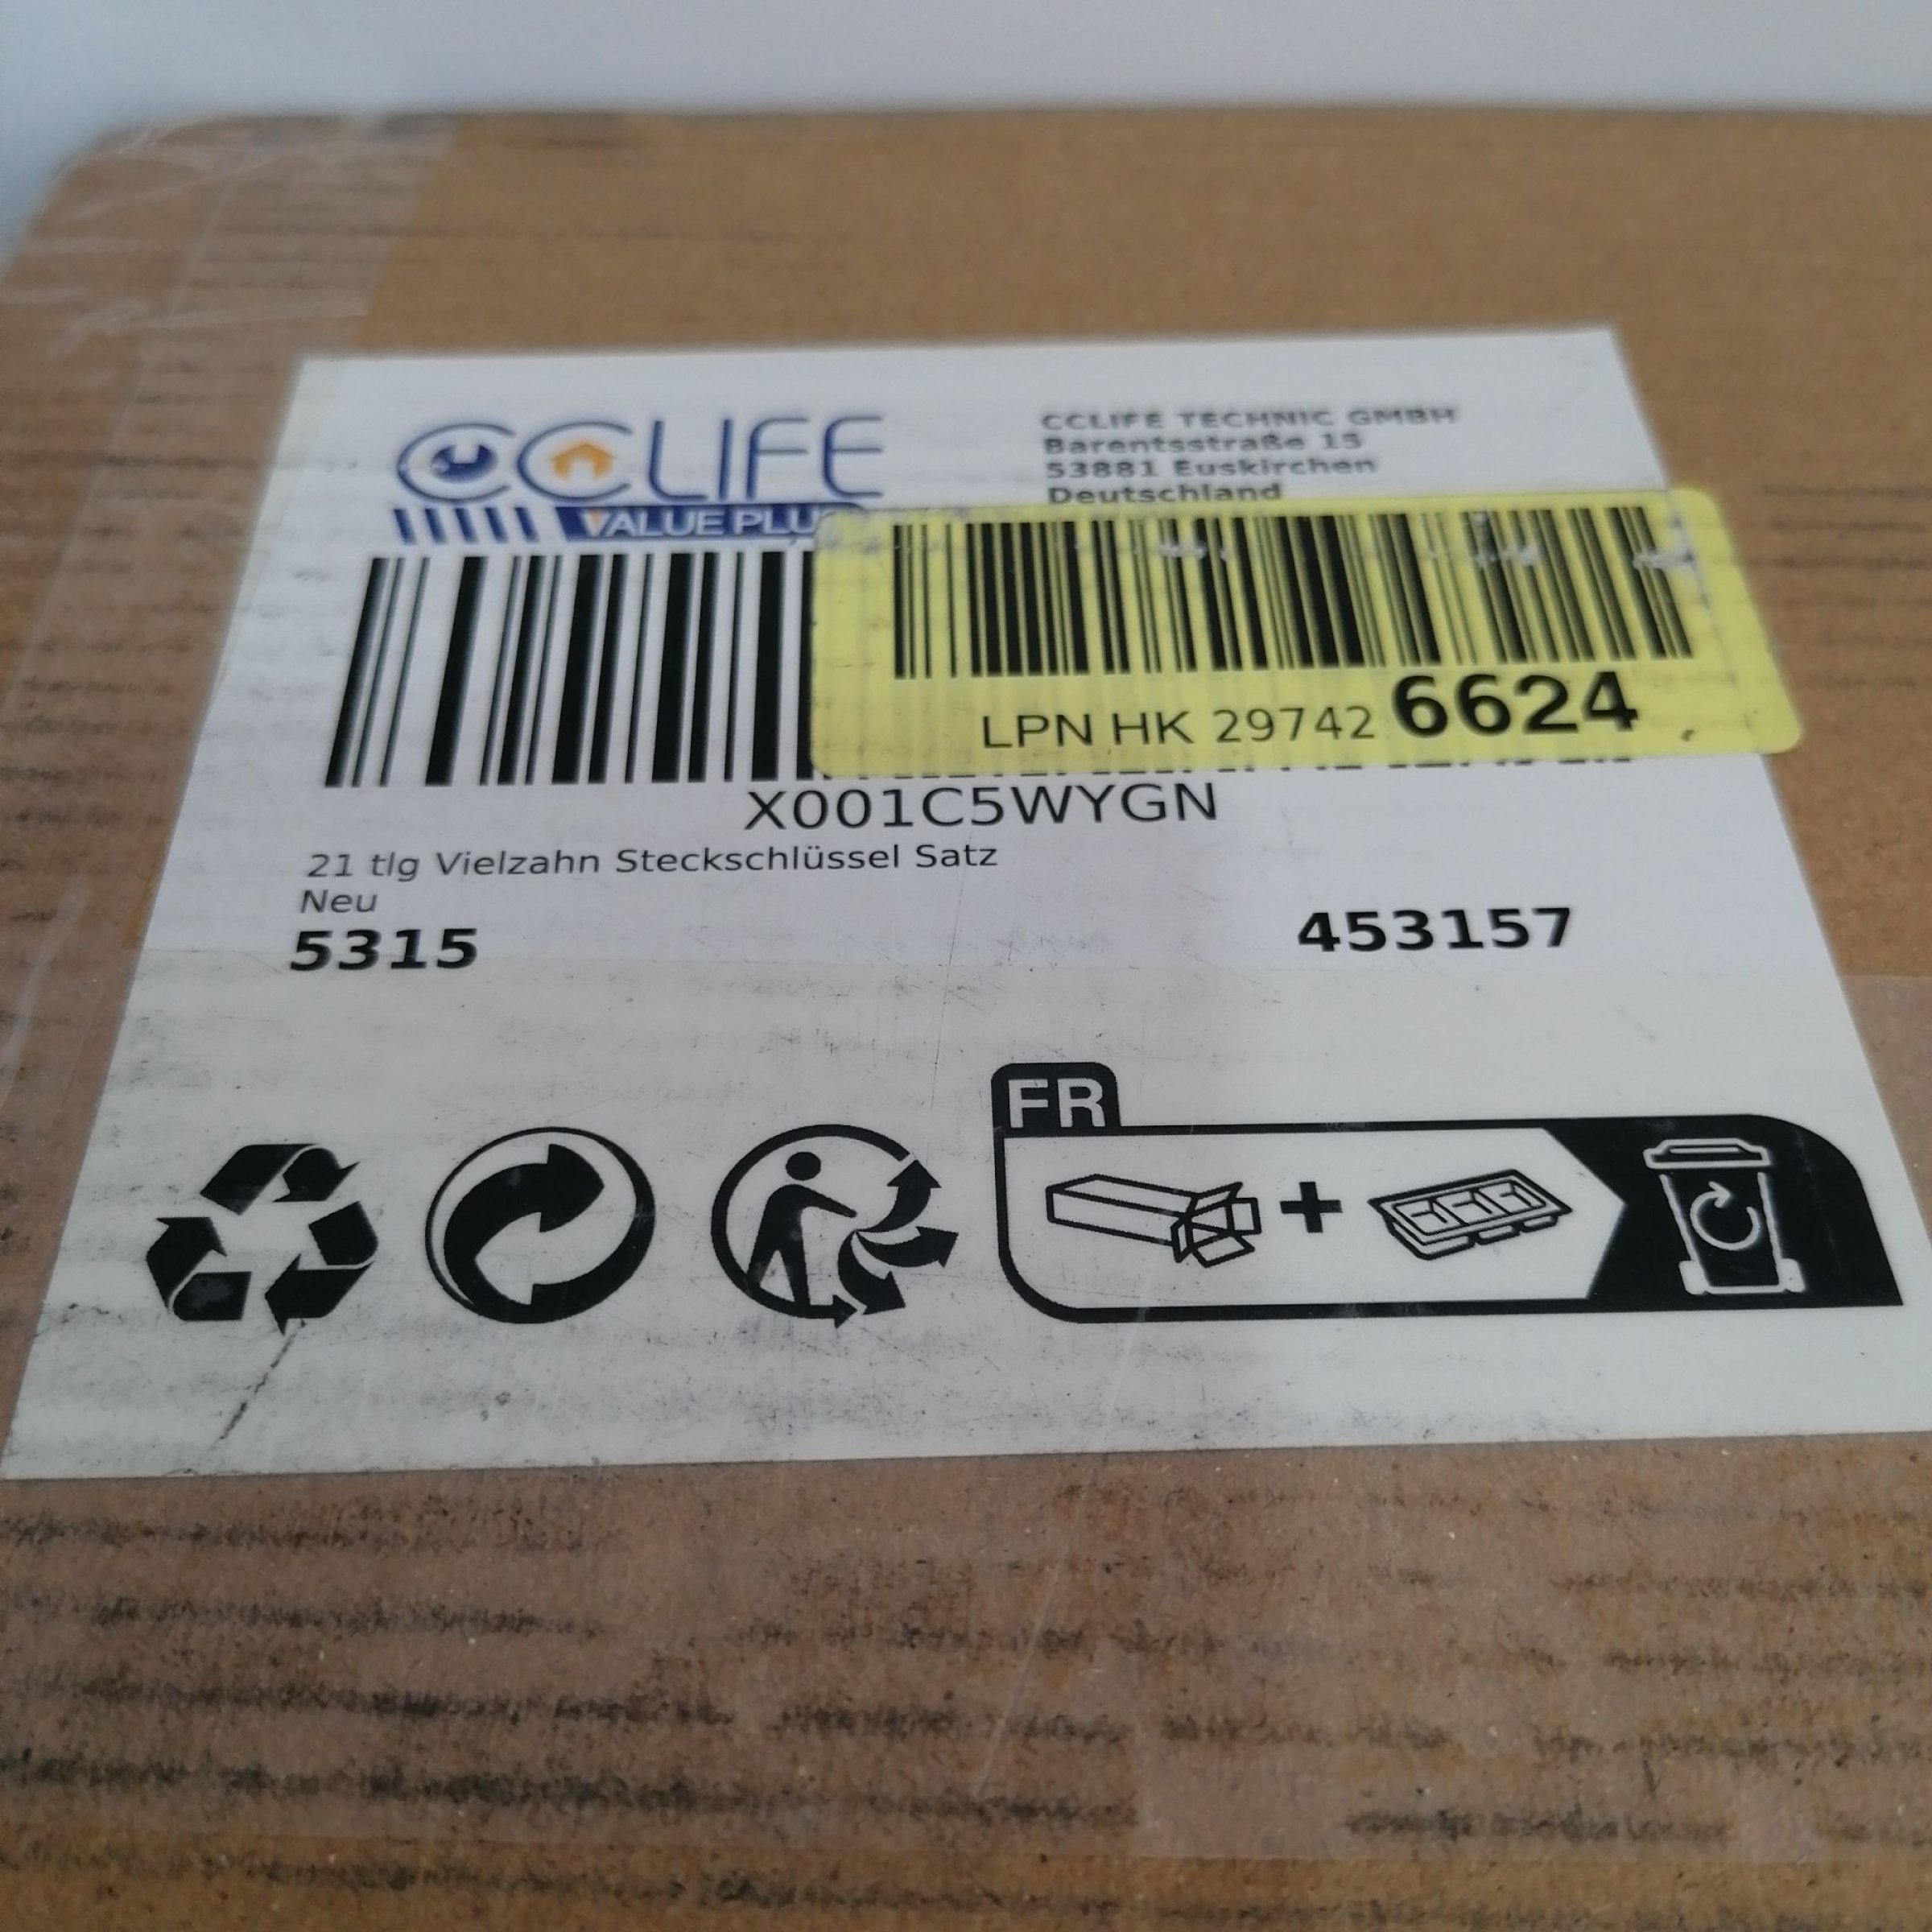 CCLIFE
VALUE PLU
CCLIFE TECHNIC GMBH
Barentsstraße 15
53881 Euskirchen
Deutschland
LPN HK 29742 6624
X001C5WYGN
21 tlg Vielzahn Steckschlüssel Satz
Neu
5315
453157
FR